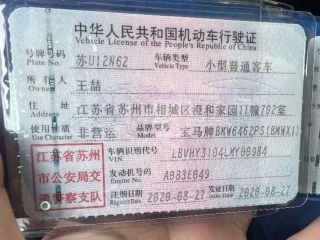 中华人民共和国机动车行驶证
Vehicle License of the People's Republic of China
号牌号码 苏U12N62 车辆类型 小型普通客车
Plate No. Vehicle Type
所有人 王喆
Owner
住址 江苏省苏州市相城区澄和家园11幢702室
Address
使用性质 非营运 品牌型号 宝马牌BMW6462PS(BMWX1)
Use Character Model
江苏省苏州市公安局交通警察支队
车辆识别代号 LBVHY3104LMY00984
VIN
发动机号码 A083E049
Engine No.
注册日期 2020-08-27 发证日期 2020-08-27
Register Date Issue Date